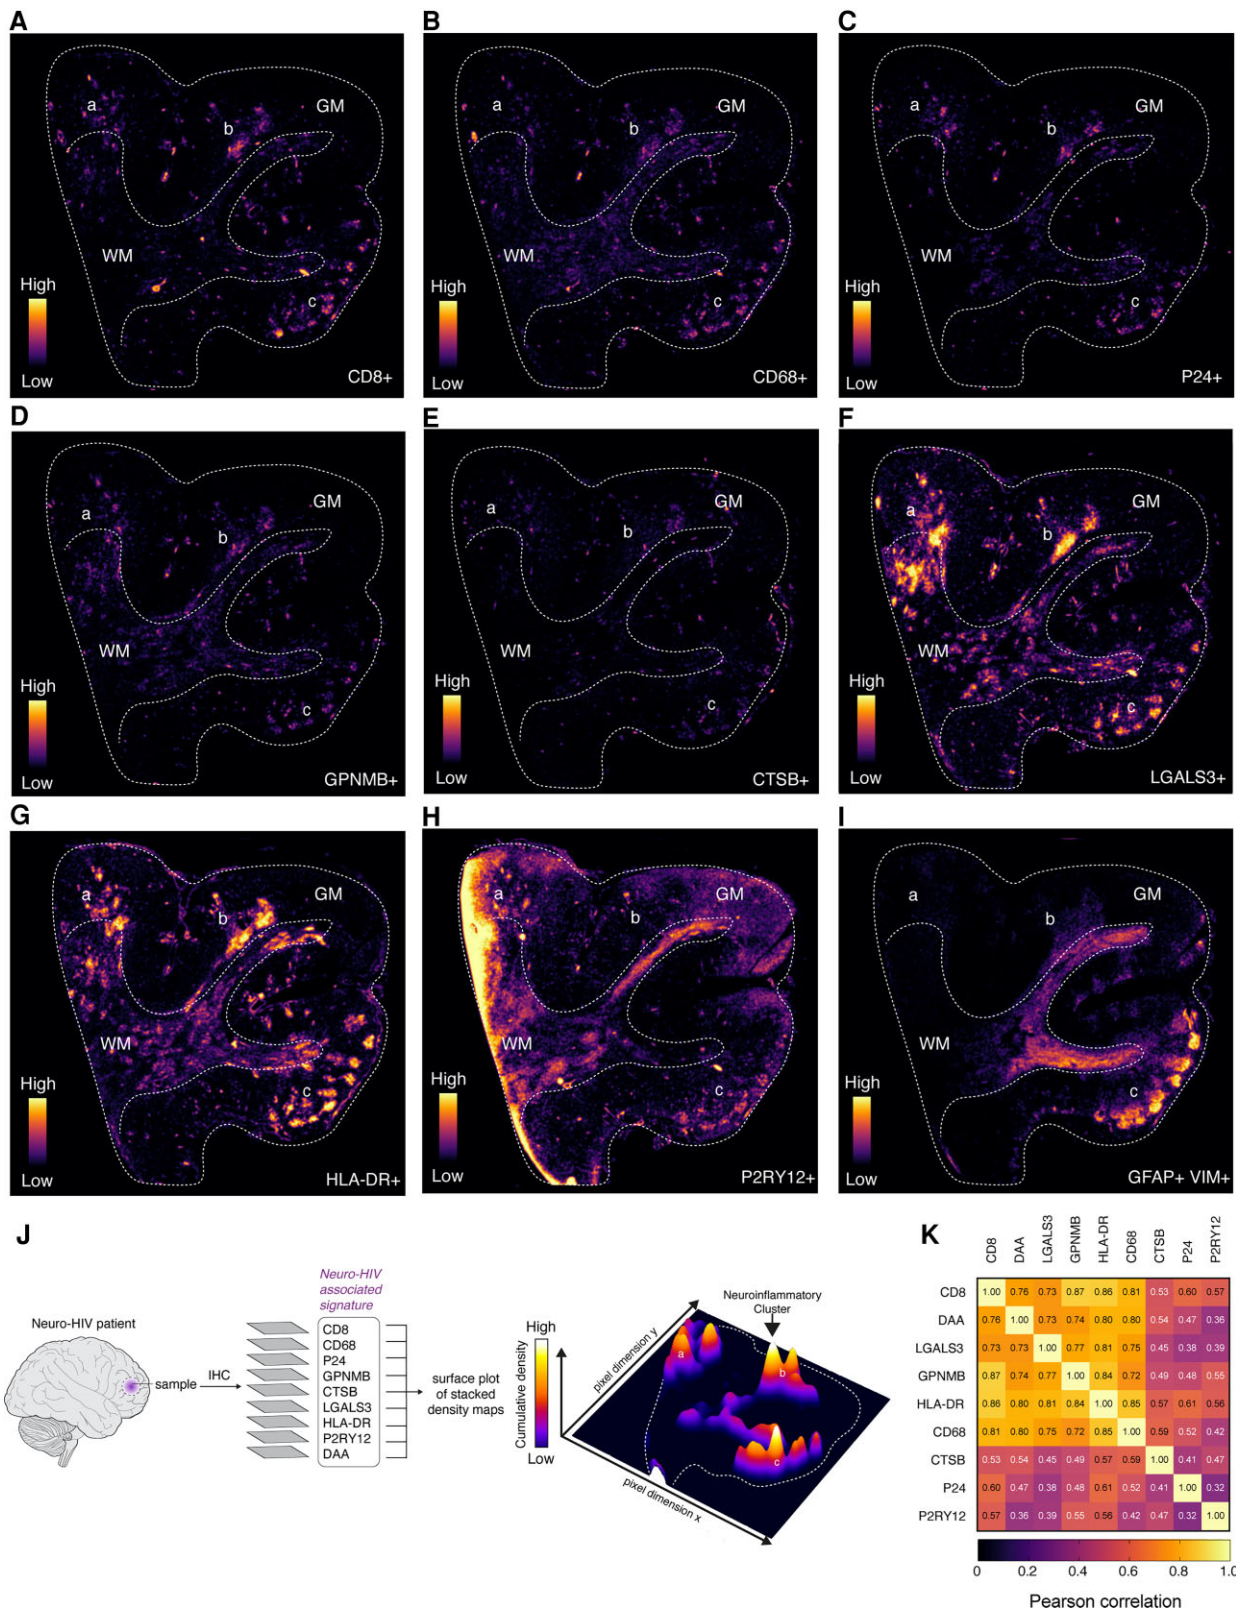 A
a
b
GM
WM
High
Low
CD8+
B
a
b
GM
WM
c
High
Low
CD68+
C
a
b
GM
WM
c
High
Low
P24+
c
D
a
b
GM
WM
c
High
Low
GPNMB+
E
a
b
GM
WM
c
High
Low
CTSB+
F
a
b
GM
WM
c
High
Low
LGALS3+
G
a
b
GM
WM
c
High
Low
HLA-DR+
H
a
b
GM
WM
c
High
Low
P2RY12+
I
a
b
GM
WM
c
High
Low
GFAP+ VIM+
J
Neuro-HIV patient
sample
IHC
Neuro-HIV
associated
signature
CD8
CD68
P24
GPNMB
CTSB
LGALS3
HLA-DR
P2RY12
DAA
surface plot
of stacked
density maps
High
Cumulative density
Low
pixel dimension y
pixel dimension x
Neuroinflammatory
Cluster
a
b
c
K
CD8 DAA LGALS3 GPNMB HLA-DR CD68 CTSB P24 P2RY12
CD8 1.00 0.76 0.73 0.87 0.86 0.81 0.53 0.60 0.57
DAA 0.76 1.00 0.73 0.74 0.80 0.80 0.54 0.47 0.36
LGALS3 0.73 0.73 1.00 0.77 0.81 0.75 0.45 0.38 0.39
GPNMB 0.87 0.74 0.77 1.00 0.84 0.72 0.49 0.48 0.55
HLA-DR 0.86 0.80 0.81 0.84 1.00 0.85 0.57 0.61 0.56
CD68 0.81 0.80 0.75 0.72 0.85 1.00 0.59 0.52 0.42
CTSB 0.53 0.54 0.45 0.49 0.57 0.59 1.00 0.41 0.47
P24 0.60 0.47 0.38 0.48 0.61 0.52 0.41 1.00 0.32
P2RY12 0.57 0.36 0.39 0.55 0.56 0.42 0.47 0.32 1.00
0 0.2 0.4 0.6 0.8 1.0
Pearson correlation